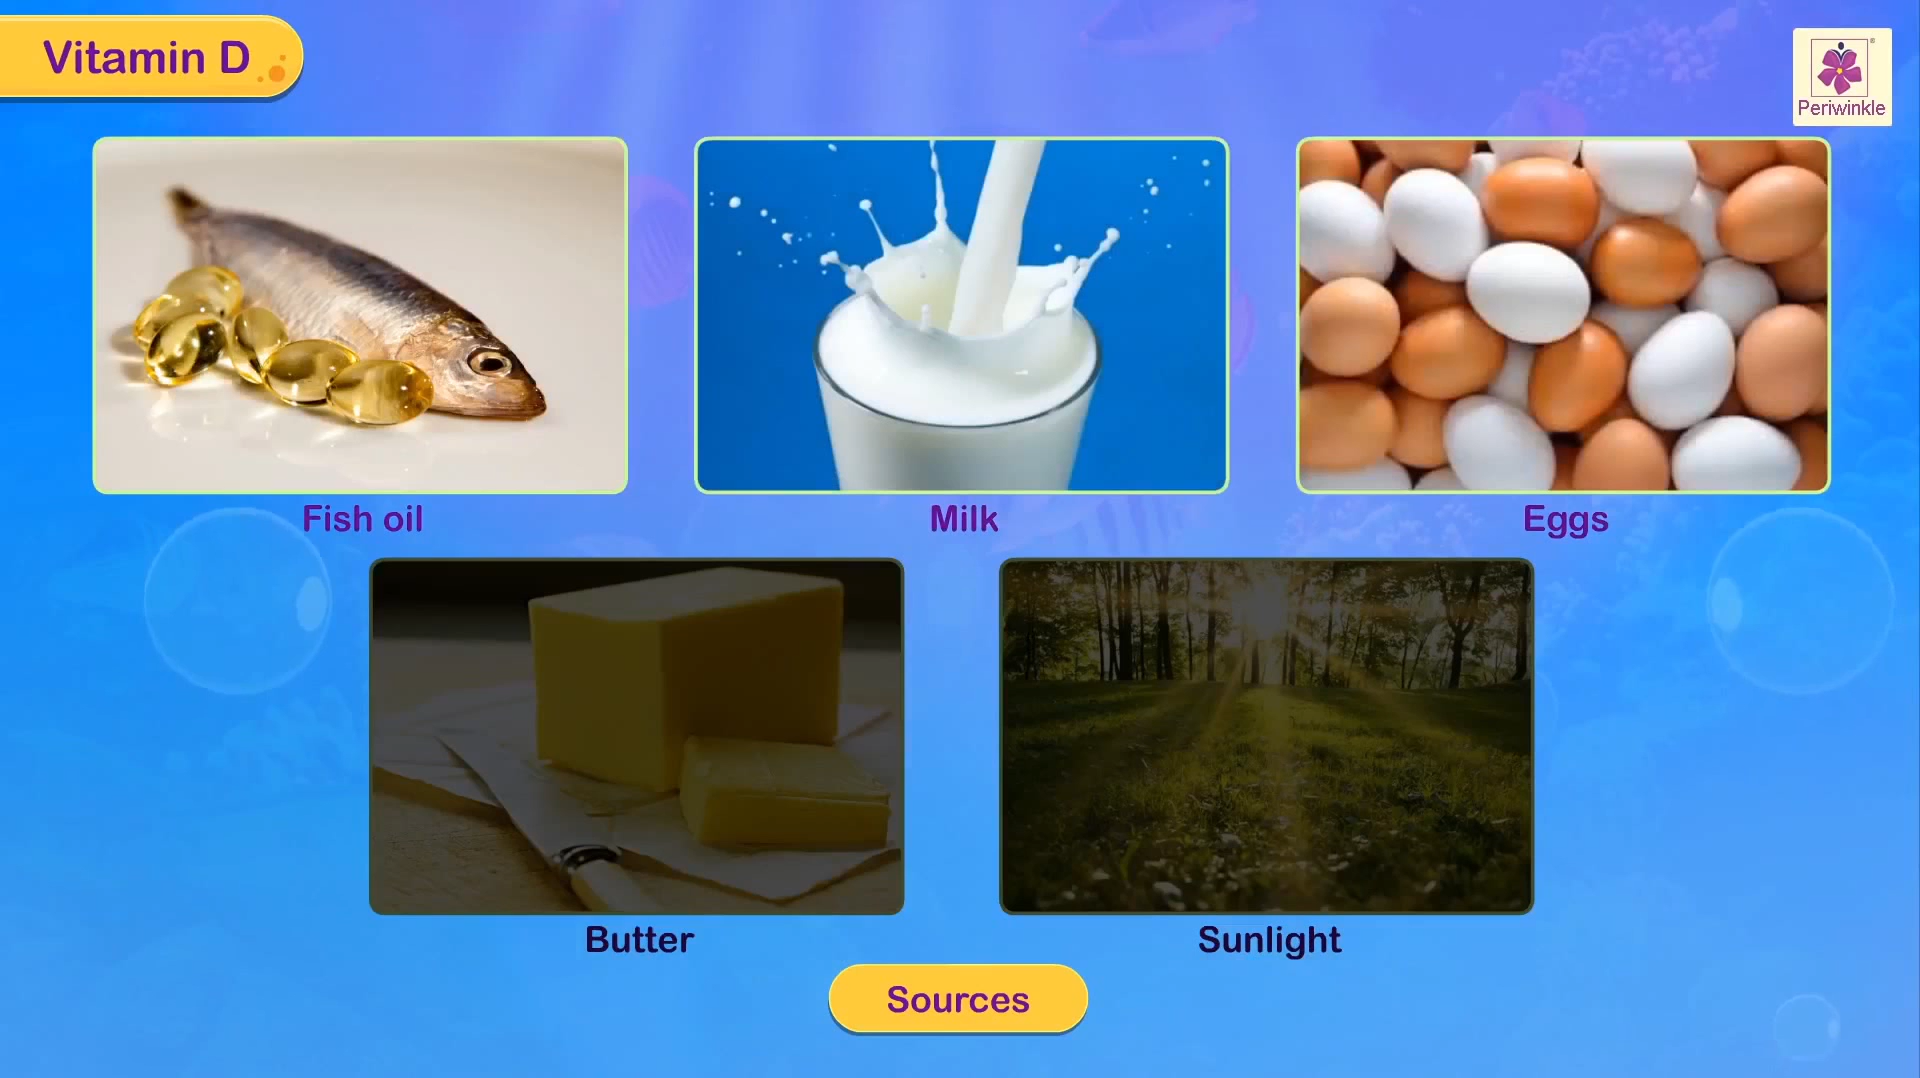 Vitamin D
Periwinkle
Fish oil
Milk
Eggs
Butter
Sunlight
Sources